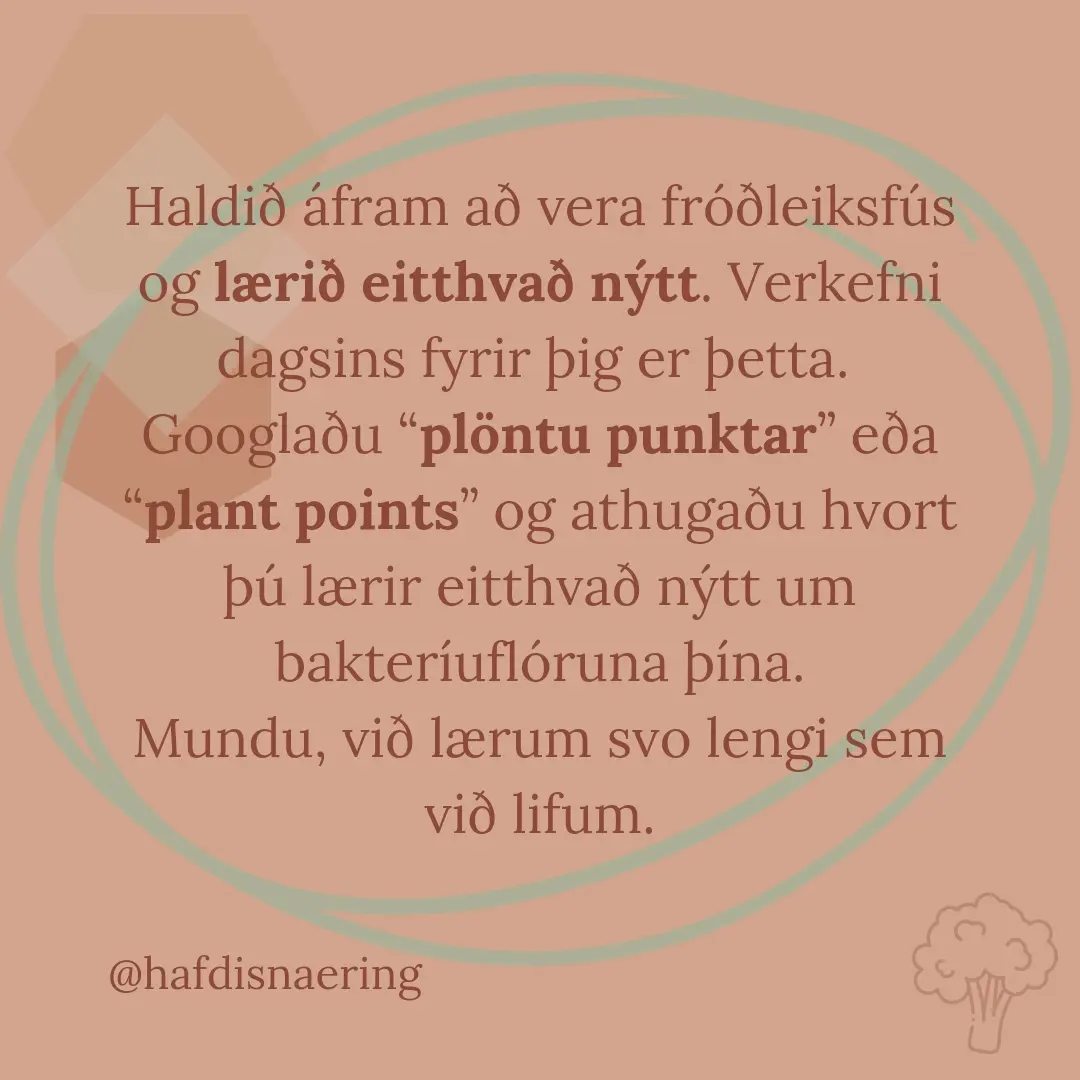 Haldið áfram að vera fróðleiksfús
og lærið eitthvað nýtt. Verkefni
dagsins fyrir þig er þetta.
Googlaðu “plöntu punktar” eða
“plant points” og athugaðu hvort
þú lærir eitthvað nýtt um
bakteríuflóruna þína.
Mundu, við lærum svo lengi sem
við lifum.
@hafdisnaering